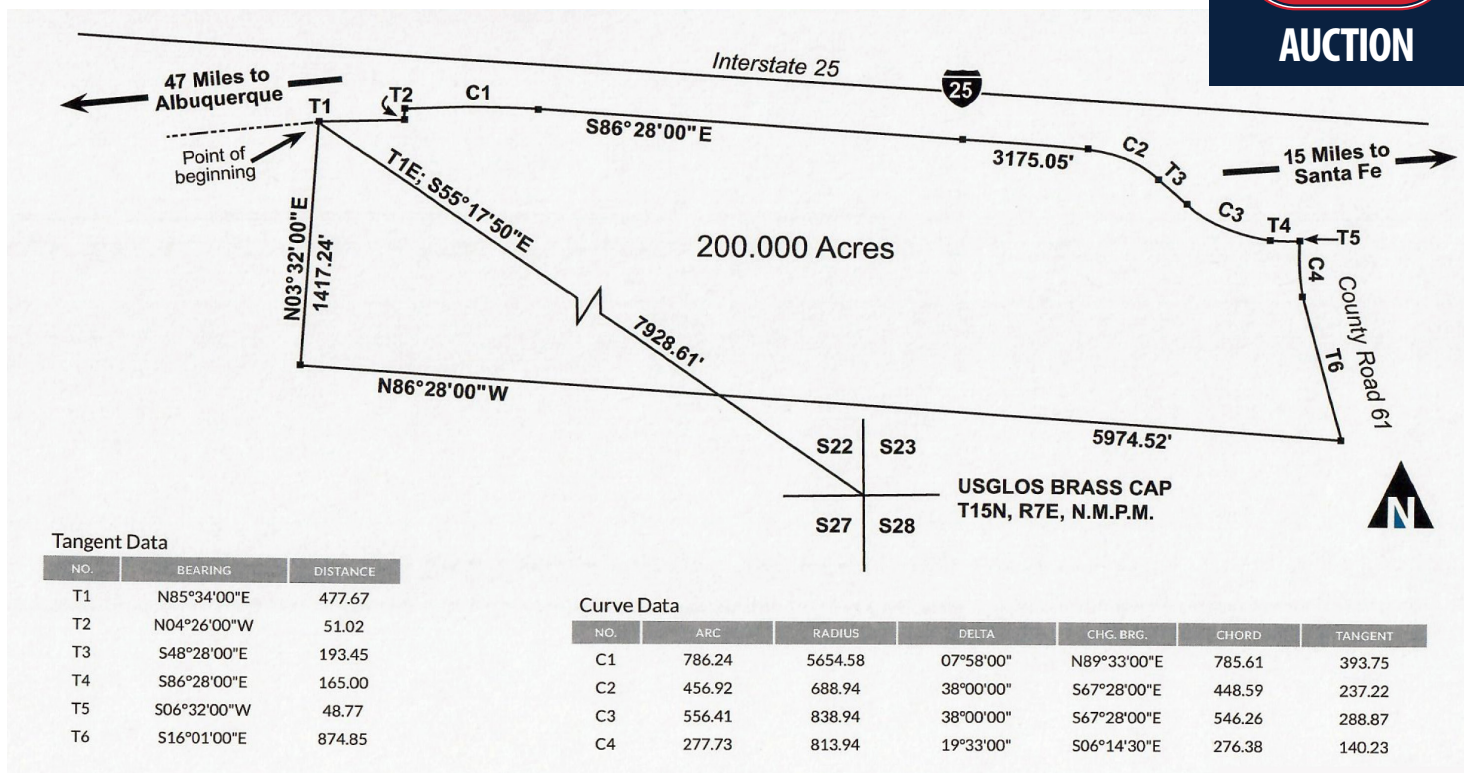 AUCTION
Interstate 25
25
47 Miles to
Albuquerque
T1
T2
C1
S86°28'00"E
3175.05'
C2
T3
C3
T4
T5
15 Miles to
Santa Fe
Point of
beginning
T1E; S55°17'50"E
7928.61'
N03°32'00"E
1417.24'
200.000 Acres
C4
County Road 61
T6
N86°28'00"W
5974.52'
S22
S23
S27
S28
USGLOS BRASS CAP
T15N, R7E, N.M.P.M.
N
Tangent Data
NO. BEARING DISTANCE
T1 N85°34'00"E 477.67
T2 N04°26'00"W 51.02
T3 S48°28'00"E 193.45
T4 S86°28'00"E 165.00
T5 S06°32'00"W 48.77
T6 S16°01'00"E 874.85
Curve Data
NO. ARC RADIUS DELTA CHG. BRG. CHORD TANGENT
C1 786.24 5654.58 07°58'00" N89°33'00"E 785.61 393.75
C2 456.92 688.94 38°00'00" S67°28'00"E 448.59 237.22
C3 556.41 838.94 38°00'00" S67°28'00"E 546.26 288.87
C4 277.73 813.94 19°33'00" S06°14'30"E 276.38 140.23